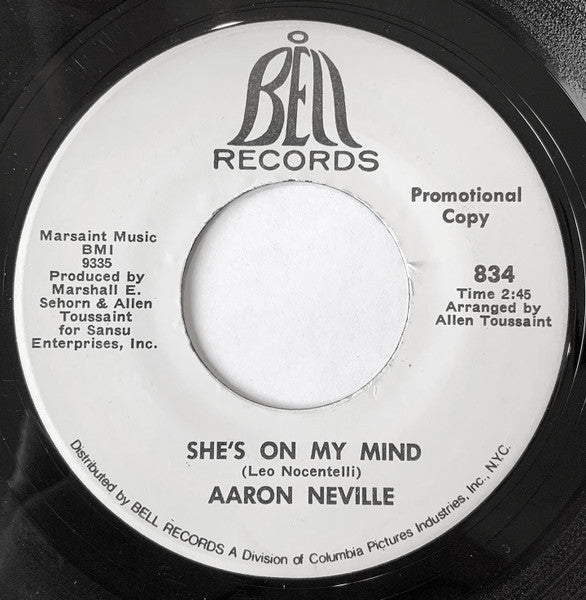 BELL
RECORDS
Promotional
Copy
Marsaint Music
BMI
9335
Produced by
Marshall E.
Sehorn & Allen
Toussaint
for Sansu
Enterprises, Inc.
834
Time 2:45
Arranged by
Allen Toussaint
SHE'S ON MY MIND
(Leo Nocentelli)
AARON NEVILLE
Distributed by BELL RECORDS A Division of Columbia Pictures Industries, Inc., N.Y.C.